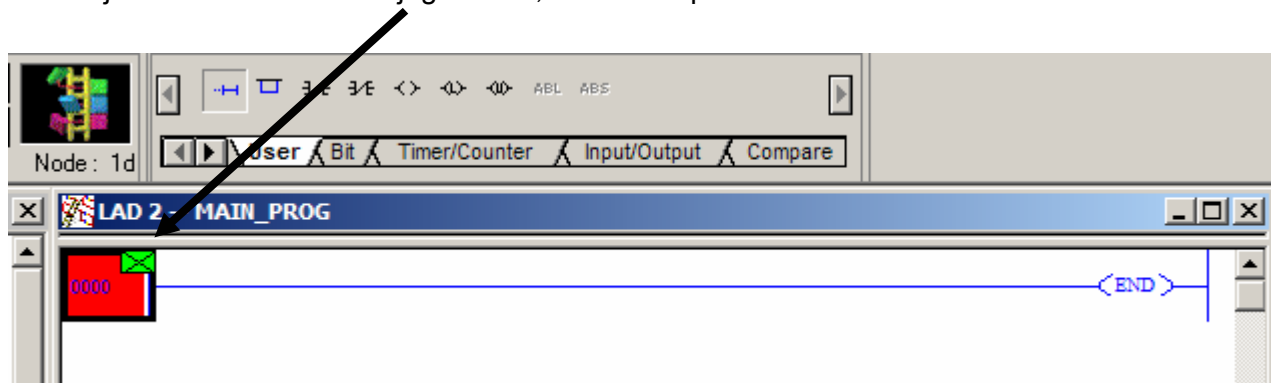 ABL ABS
Node : 1d
User Bit Timer/Counter Input/Output Compare
LAD 2 - MAIN_PROG
0000
END